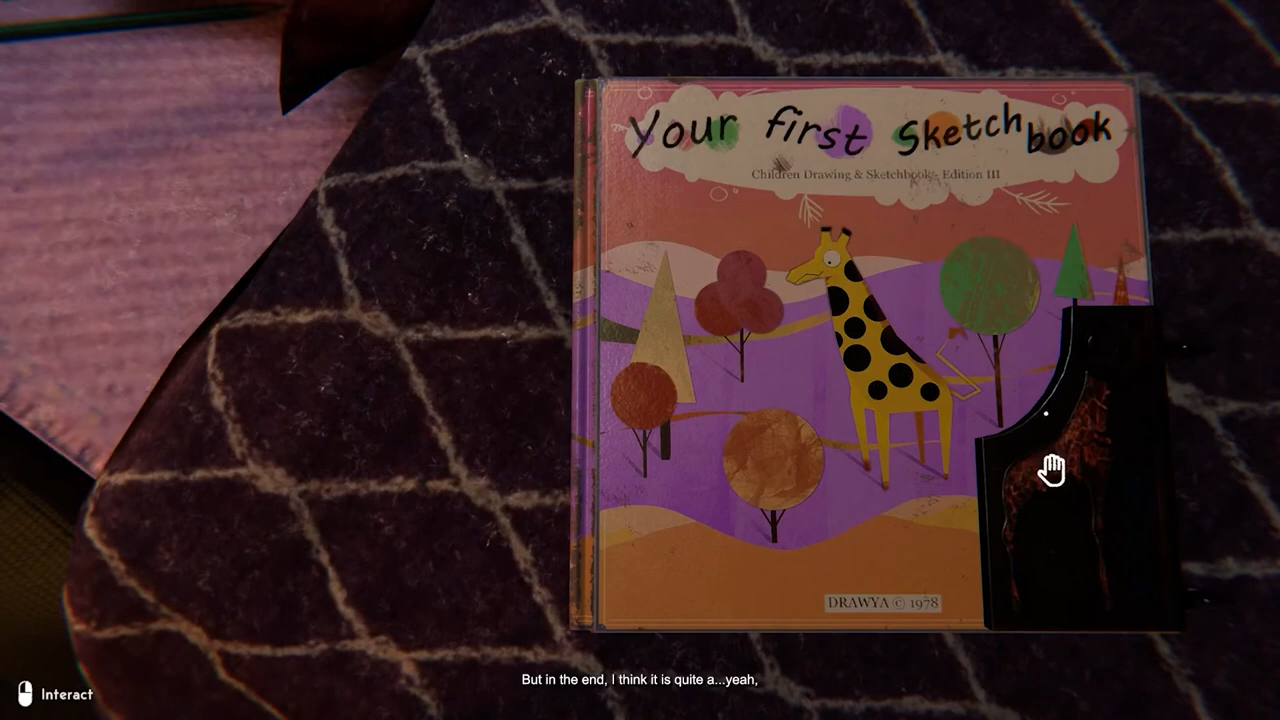 Your first Sketchbook
Children Drawing & Sketchbook - Edition III
DRAWYA © 1978
Interact
But in the end, I think it is quite a...yeah,